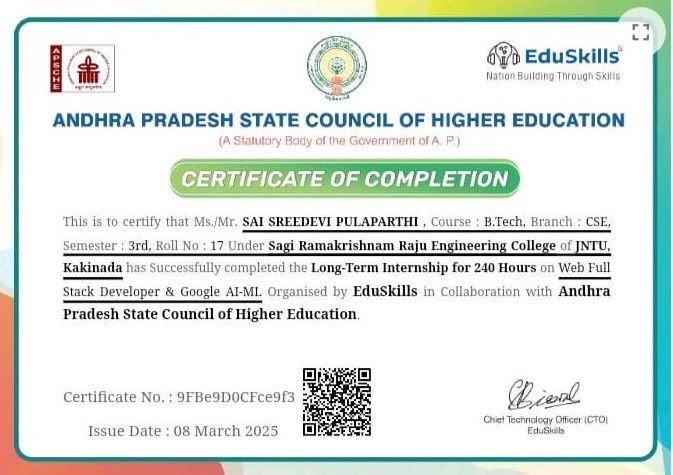 APSCHE
EduSkills
Nation Building Through Skills
ANDHRA PRADESH STATE COUNCIL OF HIGHER EDUCATION
(A Statutory Body of the Government of A. P.)
CERTIFICATE OF COMPLETION
This is to certify that Ms./Mr. SAI SREEDEVI PULAPARTHI , Course : B.Tech, Branch : CSE,
Semester : 3rd, Roll No : 17 Under Sagi Ramakrishnam Raju Engineering College of JNTU,
Kakinada has Successfully completed the Long-Term Internship for 240 Hours on Web Full
Stack Developer & Google AI-ML Organised by EduSkills in Collaboration with Andhra
Pradesh State Council of Higher Education.
Certificate No. : 9FBe9D0CFce9f3
Issue Date : 08 March 2025
Chief Technology Officer (CTO)
EduSkills